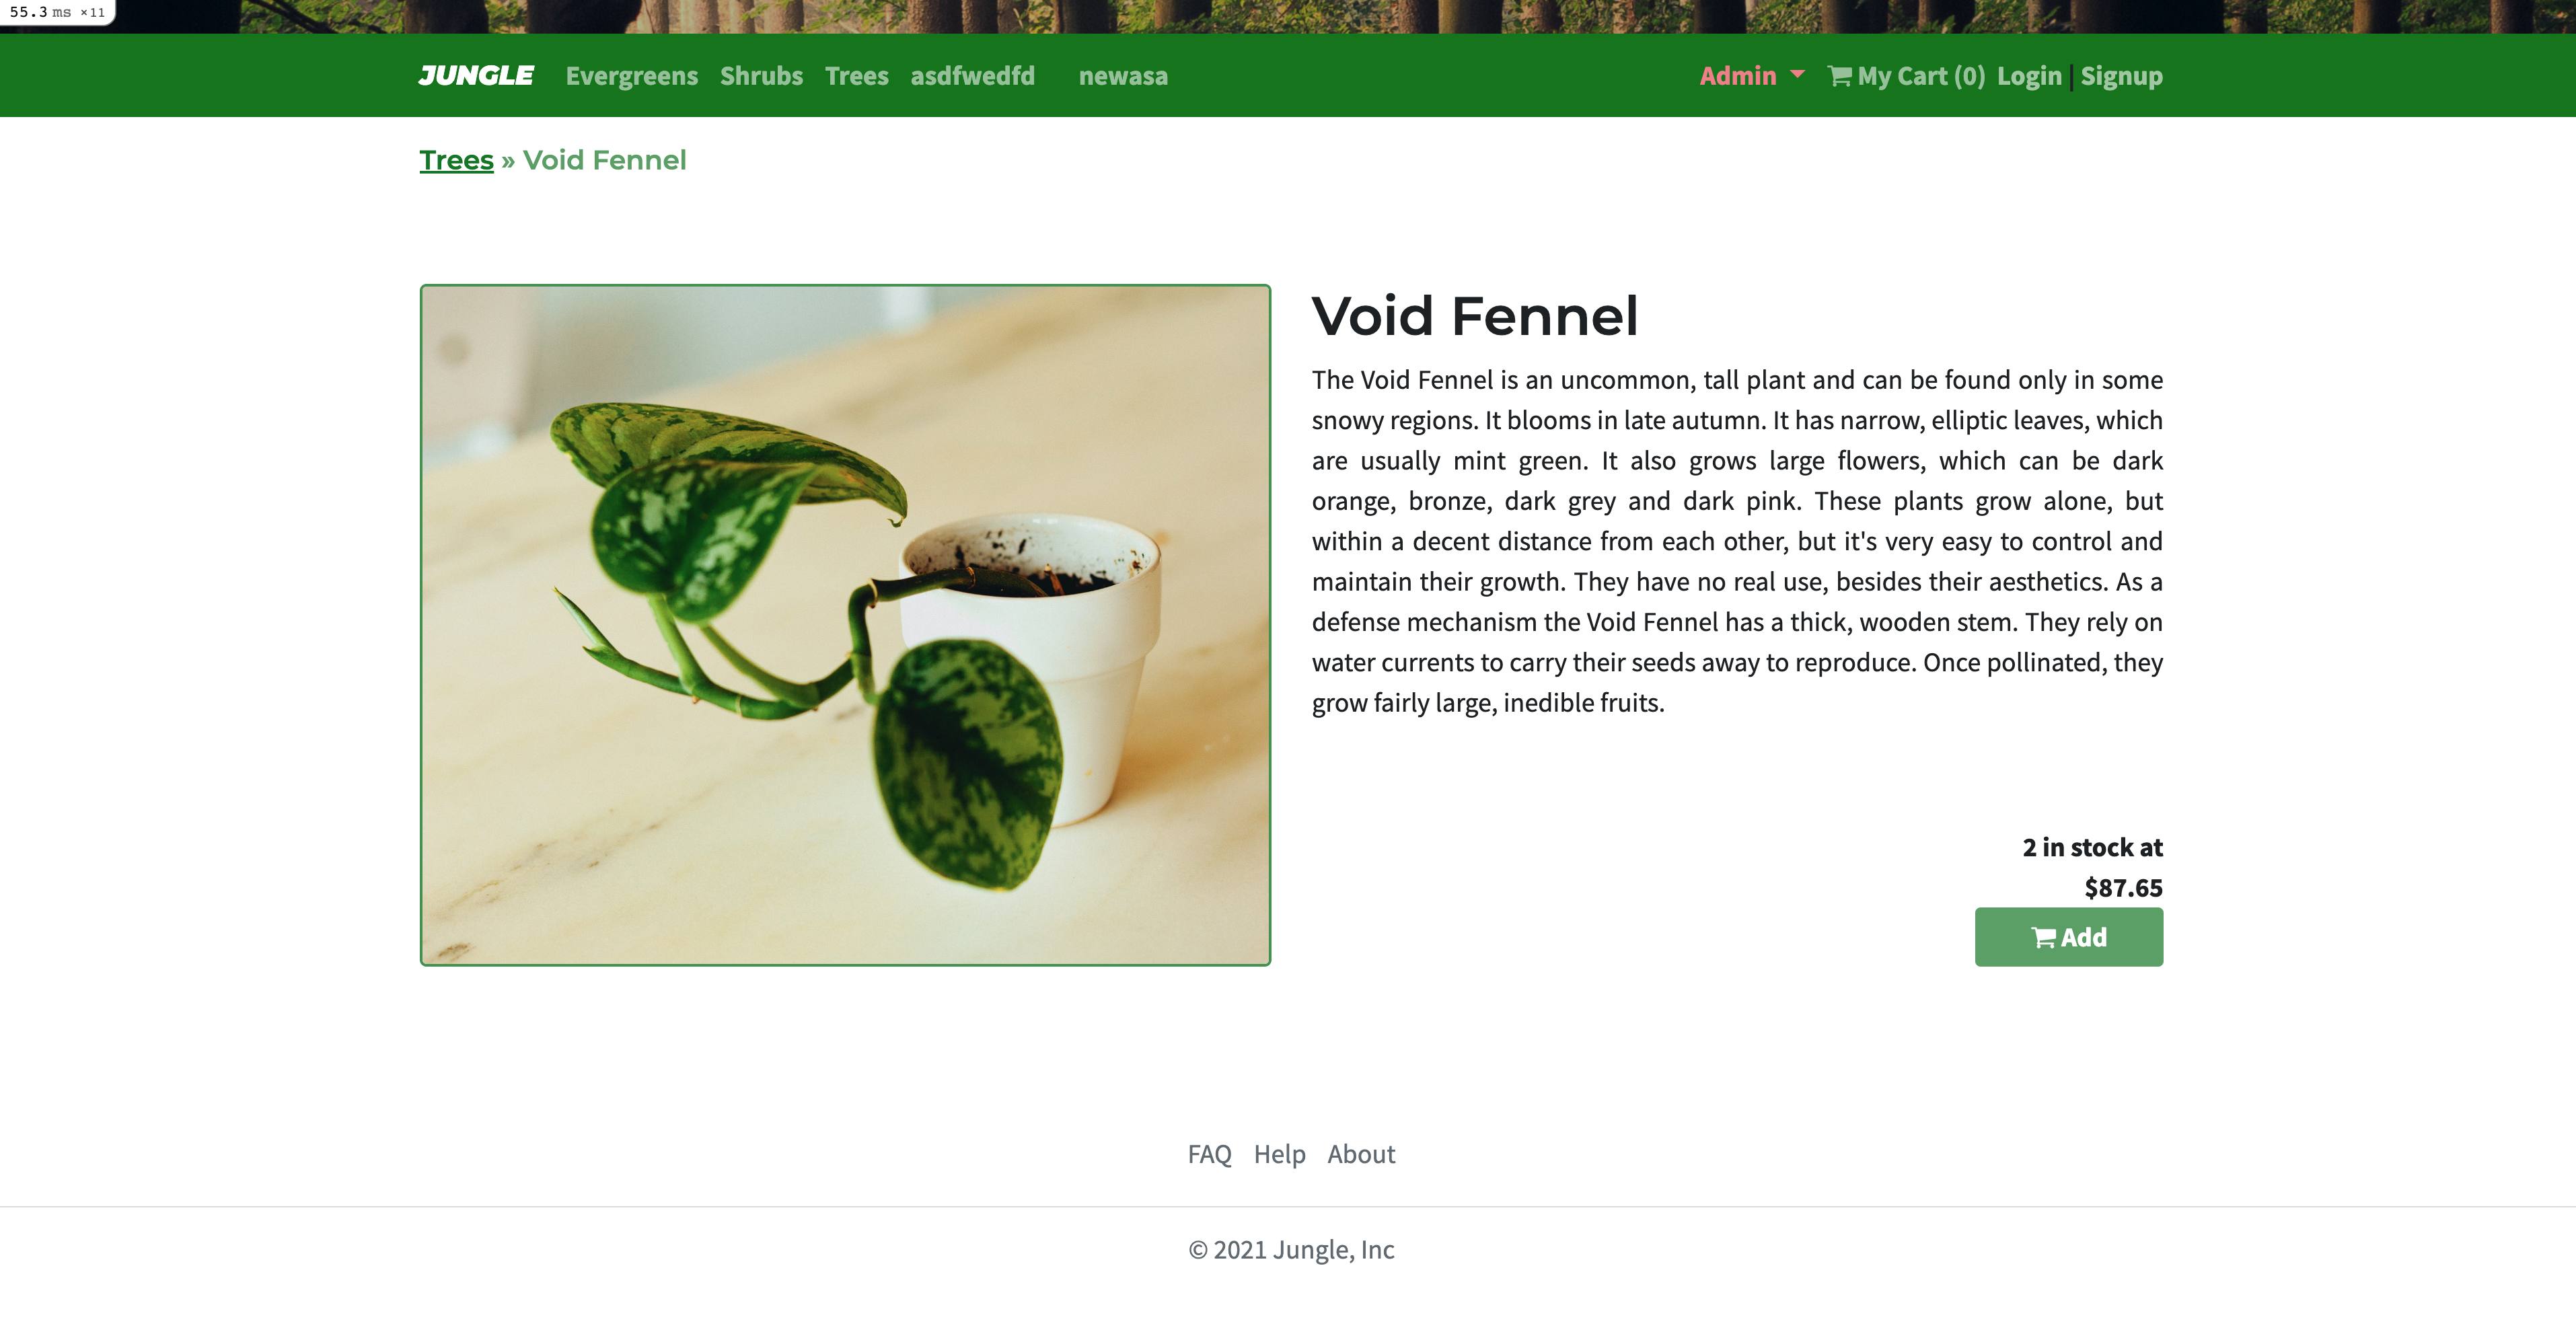 55.3 ms ×11
JUNGLE Evergreens Shrubs Trees asdfwedfd newasa Admin My Cart (0) Login | Signup
Trees » Void Fennel
Void Fennel
The Void Fennel is an uncommon, tall plant and can be found only in some
snowy regions. It blooms in late autumn. It has narrow, elliptic leaves, which
are usually mint green. It also grows large flowers, which can be dark
orange, bronze, dark grey and dark pink. These plants grow alone, but
within a decent distance from each other, but it's very easy to control and
maintain their growth. They have no real use, besides their aesthetics. As a
defense mechanism the Void Fennel has a thick, wooden stem. They rely on
water currents to carry their seeds away to reproduce. Once pollinated, they
grow fairly large, inedible fruits.
2 in stock at
$87.65
Add
FAQ Help About
© 2021 Jungle, Inc